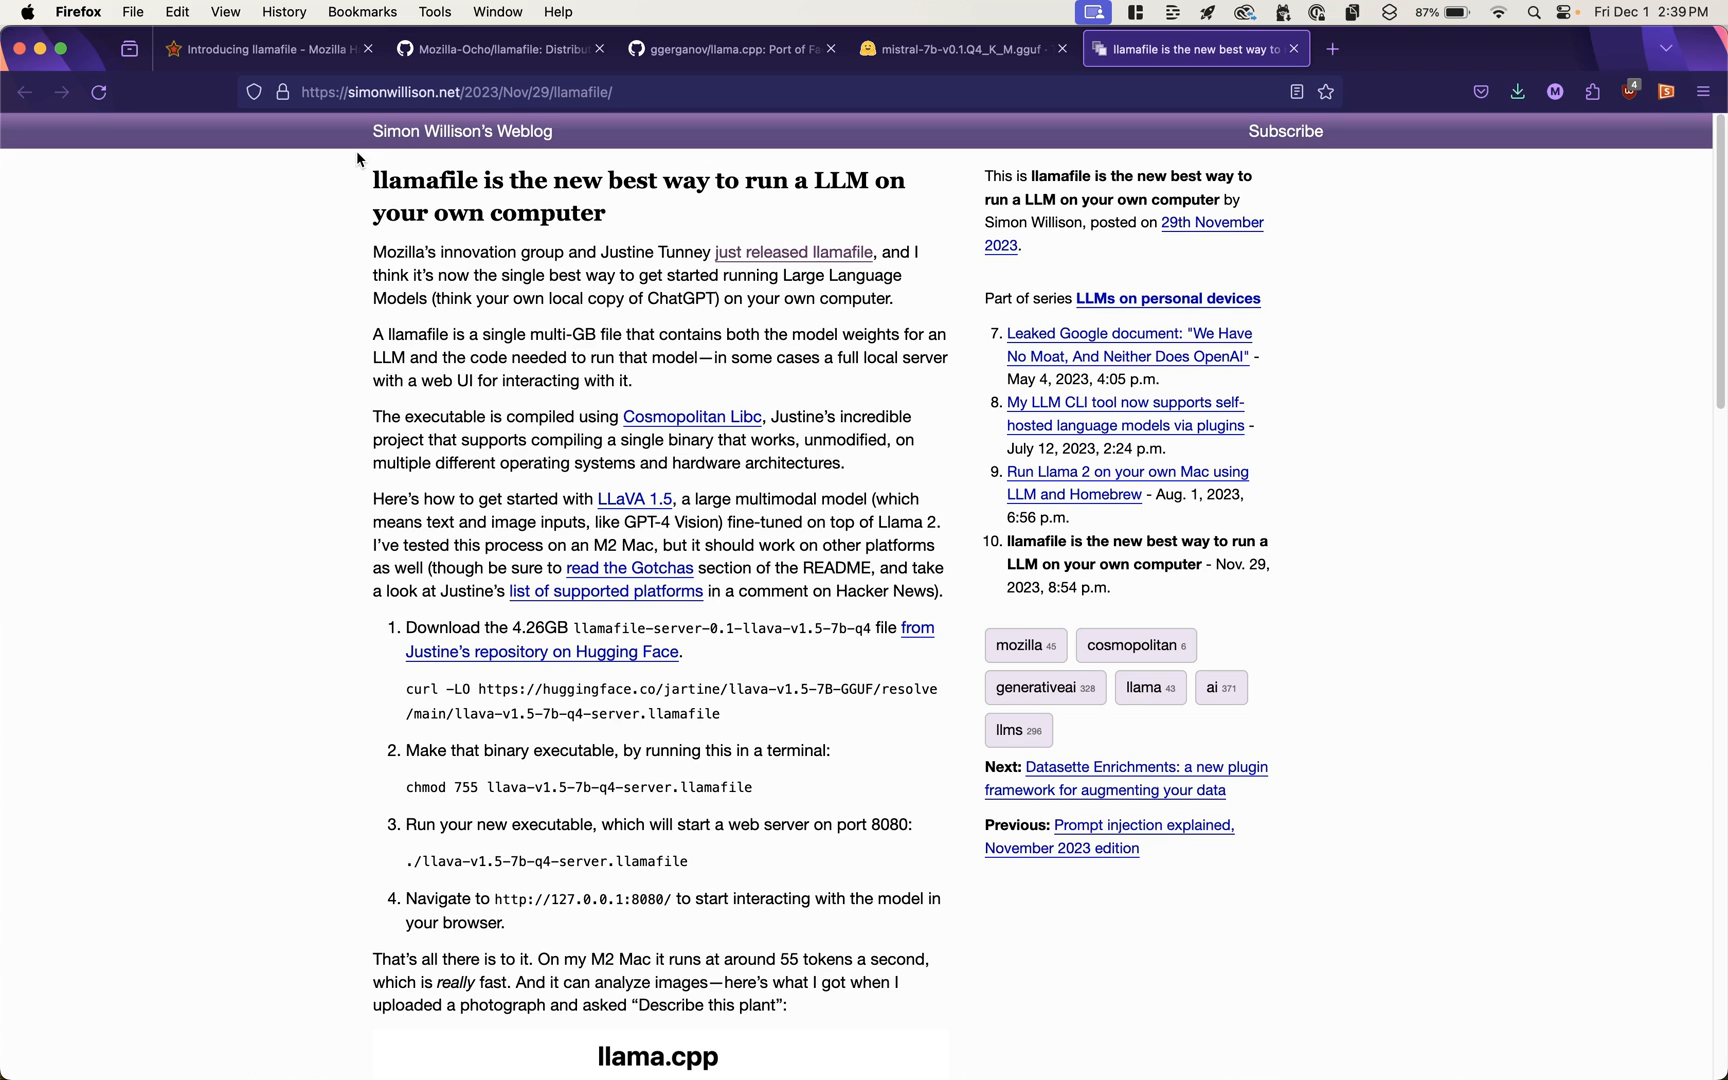 Firefox File Edit View History Bookmarks Tools Window Help 87% Fri Dec 1 2:39 PM
Introducing llamafile - Mozilla H Mozilla-Ocho/llamafile: Distribut ggerganov/llama.cpp: Port of Fa mistral-7b-v0.1.Q4_K_M.gguf · llamafile is the new best way to
https://simonwillison.net/2023/Nov/29/llamafile/ M 4 S
Simon Willison’s Weblog Subscribe
llamafile is the new best way to run a LLM on
your own computer
Mozilla’s innovation group and Justine Tunney just released llamafile, and I
think it’s now the single best way to get started running Large Language
Models (think your own local copy of ChatGPT) on your own computer.
A llamafile is a single multi-GB file that contains both the model weights for an
LLM and the code needed to run that model—in some cases a full local server
with a web UI for interacting with it.
The executable is compiled using Cosmopolitan Libc, Justine’s incredible
project that supports compiling a single binary that works, unmodified, on
multiple different operating systems and hardware architectures.
Here’s how to get started with LLaVA 1.5, a large multimodal model (which
means text and image inputs, like GPT-4 Vision) fine-tuned on top of Llama 2.
I’ve tested this process on an M2 Mac, but it should work on other platforms
as well (though be sure to read the Gotchas section of the README, and take
a look at Justine’s list of supported platforms in a comment on Hacker News).
1. Download the 4.26GB llamafile-server-0.1-llava-v1.5-7b-q4 file from
Justine’s repository on Hugging Face.
curl -LO https://huggingface.co/jartine/llava-v1.5-7B-GGUF/resolve
/main/llava-v1.5-7b-q4-server.llamafile
2. Make that binary executable, by running this in a terminal:
chmod 755 llava-v1.5-7b-q4-server.llamafile
3. Run your new executable, which will start a web server on port 8080:
./llava-v1.5-7b-q4-server.llamafile
4. Navigate to http://127.0.0.1:8080/ to start interacting with the model in
your browser.
That’s all there is to it. On my M2 Mac it runs at around 55 tokens a second,
which is really fast. And it can analyze images—here’s what I got when I
uploaded a photograph and asked “Describe this plant”:
llama.cpp
This is llamafile is the new best way to
run a LLM on your own computer by
Simon Willison, posted on 29th November
2023.
Part of series LLMs on personal devices
7. Leaked Google document: "We Have
No Moat, And Neither Does OpenAI" -
May 4, 2023, 4:05 p.m.
8. My LLM CLI tool now supports self-
hosted language models via plugins -
July 12, 2023, 2:24 p.m.
9. Run Llama 2 on your own Mac using
LLM and Homebrew - Aug. 1, 2023,
6:56 p.m.
10. llamafile is the new best way to run a
LLM on your own computer - Nov. 29,
2023, 8:54 p.m.
mozilla 45 cosmopolitan 6
generativeai 328 llama 43 ai 371
llms 296
Next: Datasette Enrichments: a new plugin
framework for augmenting your data
Previous: Prompt injection explained,
November 2023 edition